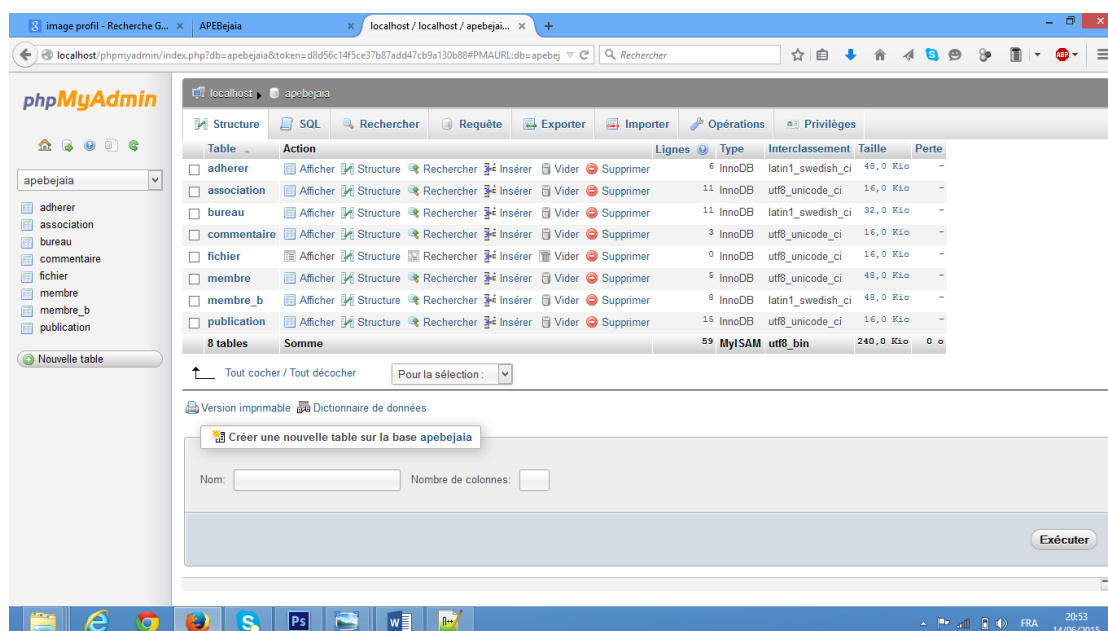 image profil - Recherche G... × APEBejaia × localhost / localhost / apebejai... × +
localhost/phpmyadmin/index.php?db=apebejaia&token=d8d56c14f5ce37b87add47cb9a130b88#PMAURL:db=apebej Rechercher ABP
phpMyAdmin
apebejaia
adherer
association
bureau
commentaire
fichier
membre
membre_b
publication
Nouvelle table
localhost ▸ apebejaia
Structure SQL Rechercher Requête Exporter Importer Opérations Privilèges
Table Action Lignes Type Interclassement Taille Perte
adherer Afficher Structure Rechercher Insérer Vider Supprimer 6 InnoDB latin1_swedish_ci 48,0 Kio -
association Afficher Structure Rechercher Insérer Vider Supprimer 11 InnoDB utf8_unicode_ci 16,0 Kio -
bureau Afficher Structure Rechercher Insérer Vider Supprimer 11 InnoDB latin1_swedish_ci 32,0 Kio -
commentaire Afficher Structure Rechercher Insérer Vider Supprimer 3 InnoDB utf8_unicode_ci 16,0 Kio -
fichier Afficher Structure Rechercher Insérer Vider Supprimer 0 InnoDB utf8_unicode_ci 16,0 Kio -
membre Afficher Structure Rechercher Insérer Vider Supprimer 5 InnoDB utf8_unicode_ci 48,0 Kio -
membre_b Afficher Structure Rechercher Insérer Vider Supprimer 8 InnoDB latin1_swedish_ci 48,0 Kio -
publication Afficher Structure Rechercher Insérer Vider Supprimer 15 InnoDB utf8_unicode_ci 16,0 Kio -
8 tables Somme 59 MyISAM utf8_bin 240,0 Kio 0 o
Tout cocher / Tout décocher Pour la sélection :
Version imprimable Dictionnaire de données
Créer une nouvelle table sur la base apebejaia
Nom: Nombre de colonnes:
Exécuter
Ps W FRA 20:53
14/06/2015